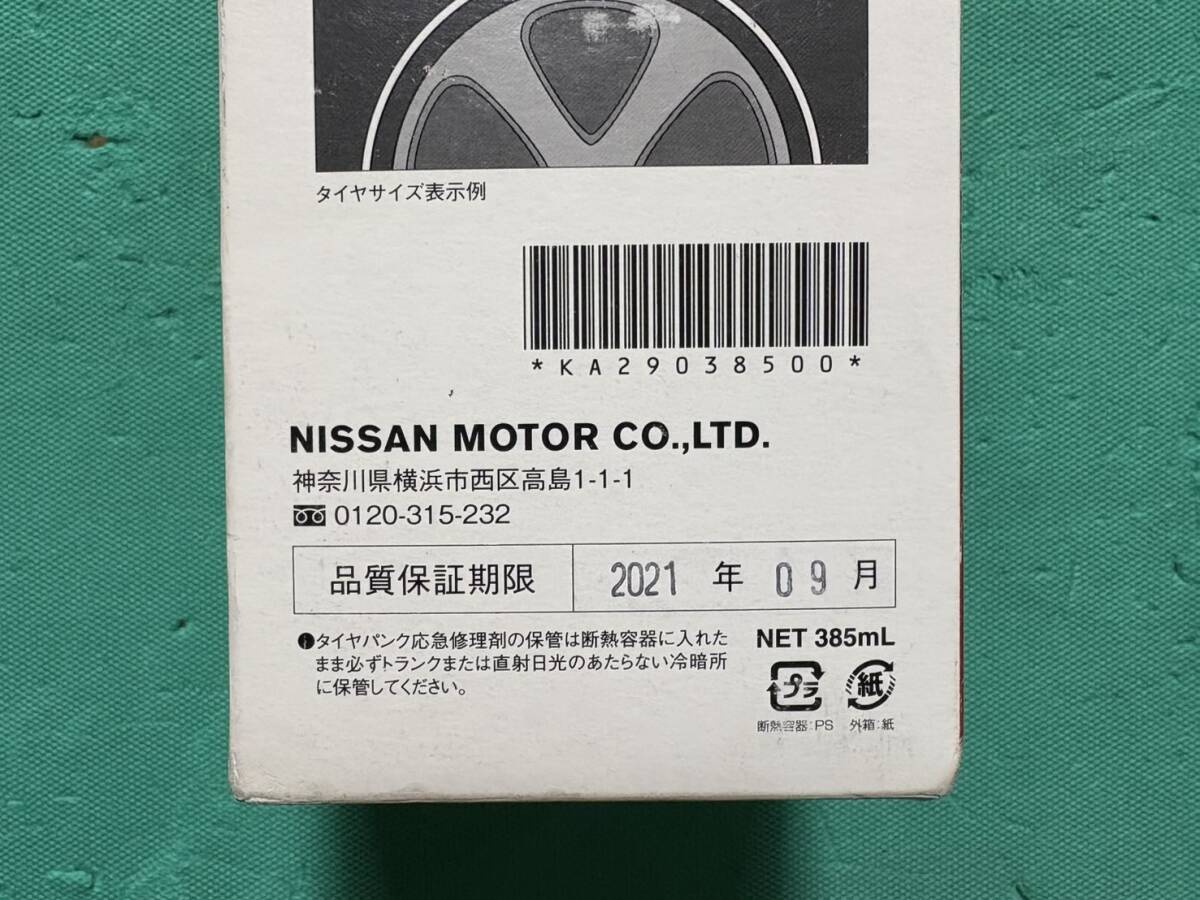 タイヤサイズ表示例
*KA29038500*
NISSAN MOTOR CO.,LTD.
神奈川県横浜市西区高島1-1-1
0120-315-232
品質保証期限 2021 年 09 月
●タイヤパンク応急修理剤の保管は断熱容器に入れた
まま必ずトランクまたは直射日光のあたらない冷暗所
に保管してください。
NET 385mL
プラ 紙
断熱容器:PS 外箱:紙